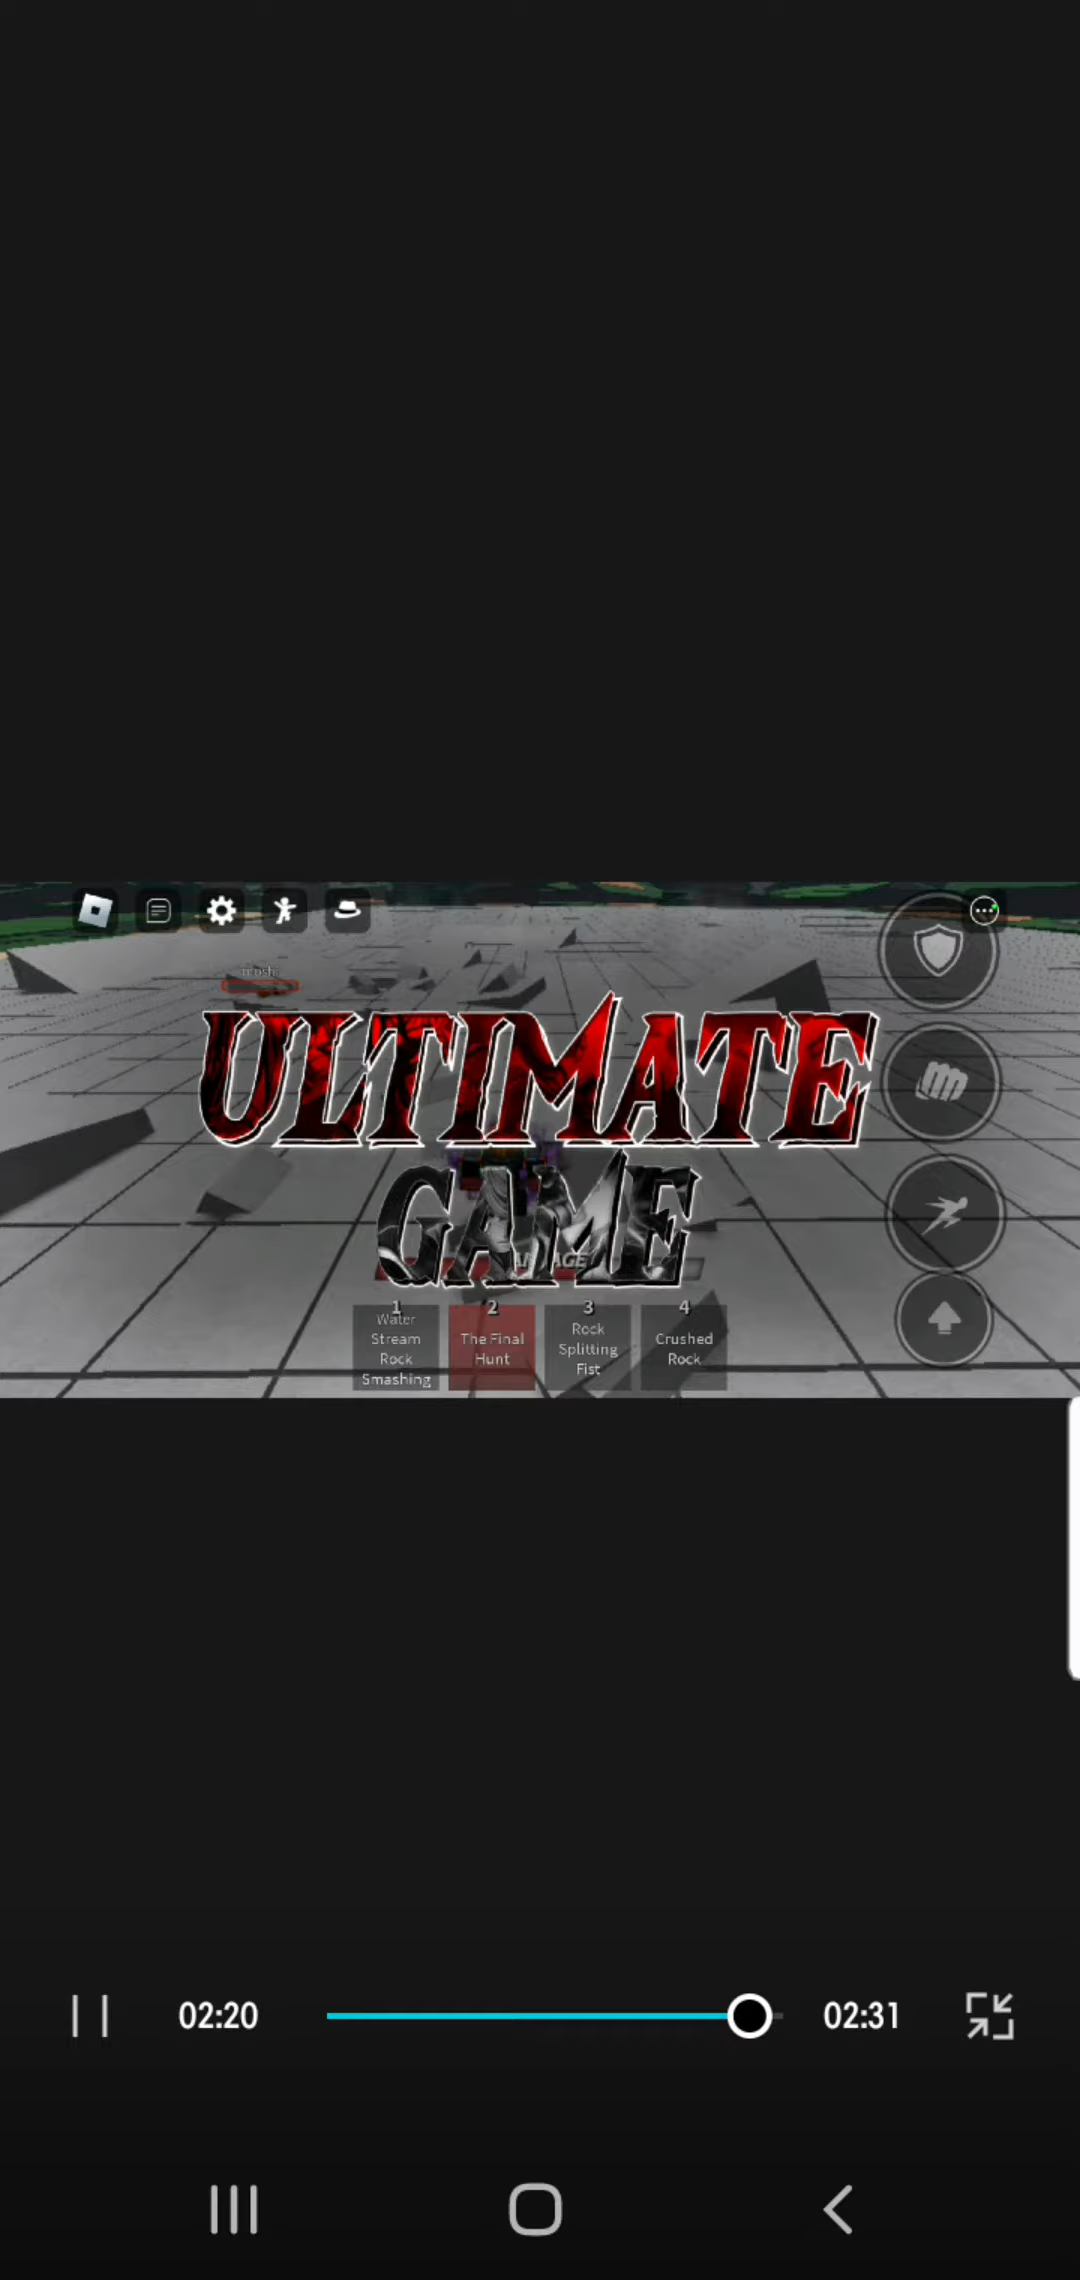 ULTIMATE
GAME
1
Water
Stream
Rock
Smashing
2
The Final
Hunt
3
Rock
Splitting
Fist
4
Crushed
Rock
02:20
02:31